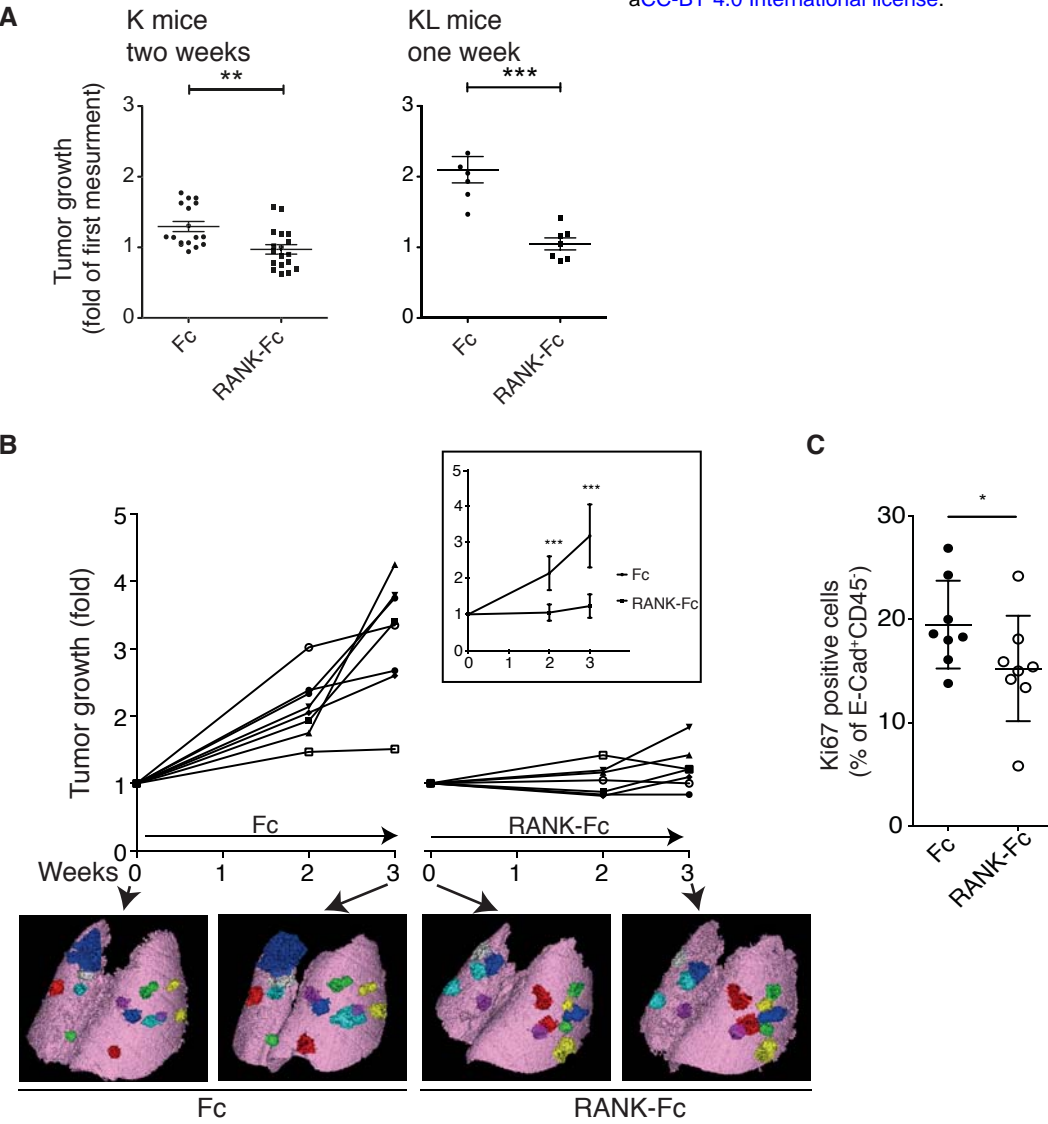 aCC-BY 4.0 International license.
A
K mice
two weeks
KL mice
one week
**
***
Tumor growth
(fold of first mesurment)
3
2
1
0
Fc
RANK-Fc
3
2
1
0
Fc
RANK-Fc
B
Tumor growth (fold)
5
4
3
2
1
0
Fc
RANK-Fc
Weeks 0 1 2 3 0 1 2 3
5
4
3
2
1
0
0 1 2 3
***
***
Fc
RANK-Fc
Fc
RANK-Fc
C
Ki67 positive cells
(% of E-Cad⁺CD45⁻)
30
20
10
0
*
Fc
RANK-Fc